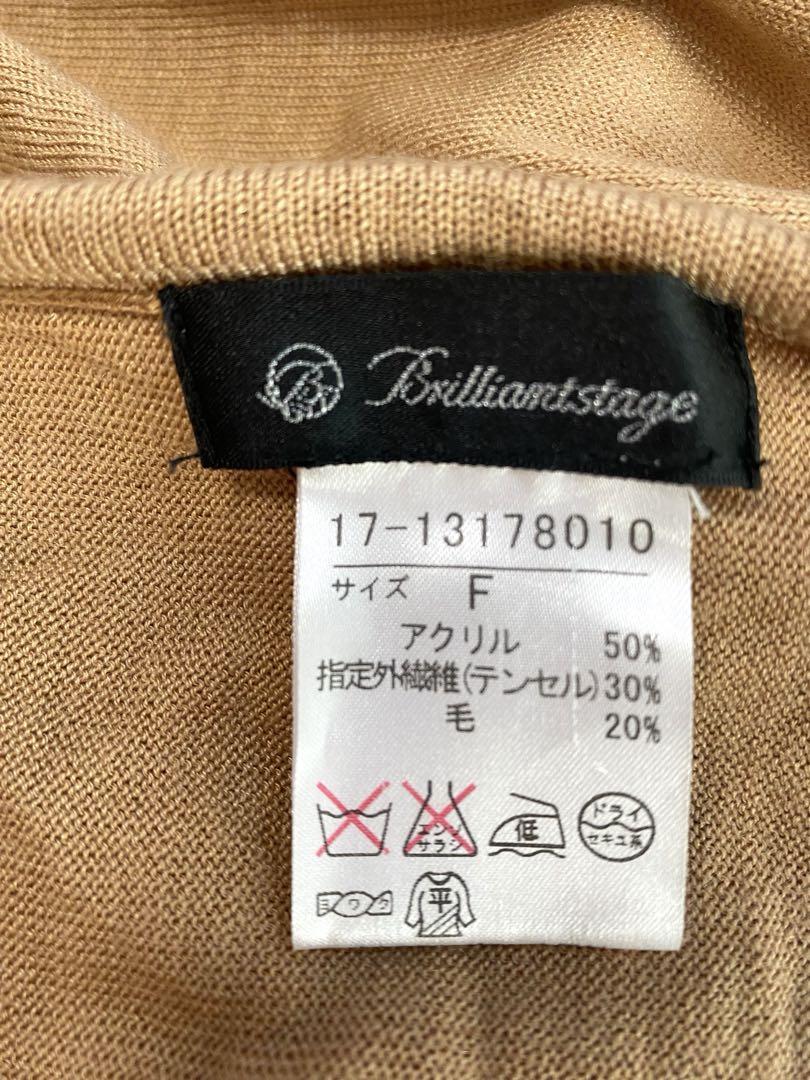 B
Brilliantstage
17-13178010
サイズ F
アクリル 50%
指定外繊維(テンセル)30%
毛 20%
エンソ
サラシ
低
ドライ
セキユ系
ヨワク
平